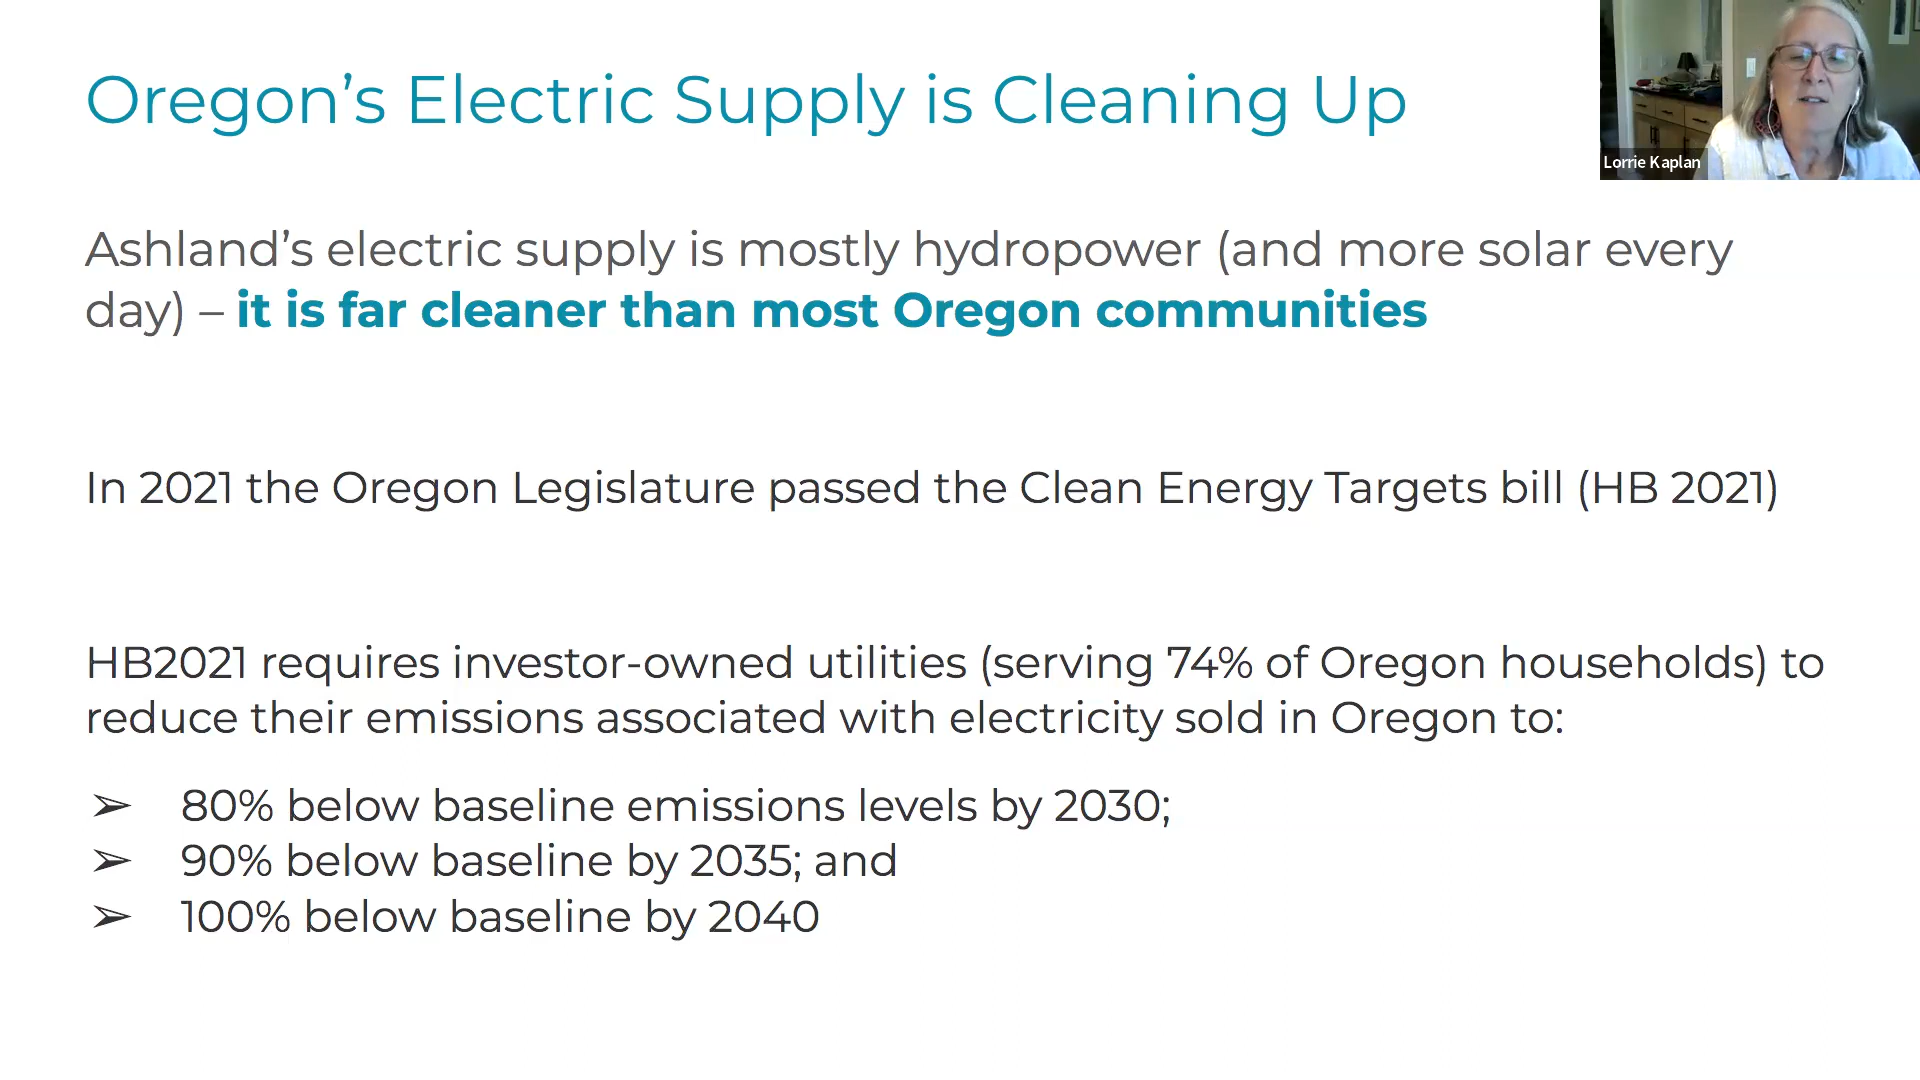 Oregon’s Electric Supply is Cleaning Up
Lorrie Kaplan
Ashland’s electric supply is mostly hydropower (and more solar every
day) – it is far cleaner than most Oregon communities
In 2021 the Oregon Legislature passed the Clean Energy Targets bill (HB 2021)
HB2021 requires investor-owned utilities (serving 74% of Oregon households) to
reduce their emissions associated with electricity sold in Oregon to:
➢ 80% below baseline emissions levels by 2030;
➢ 90% below baseline by 2035; and
➢ 100% below baseline by 2040